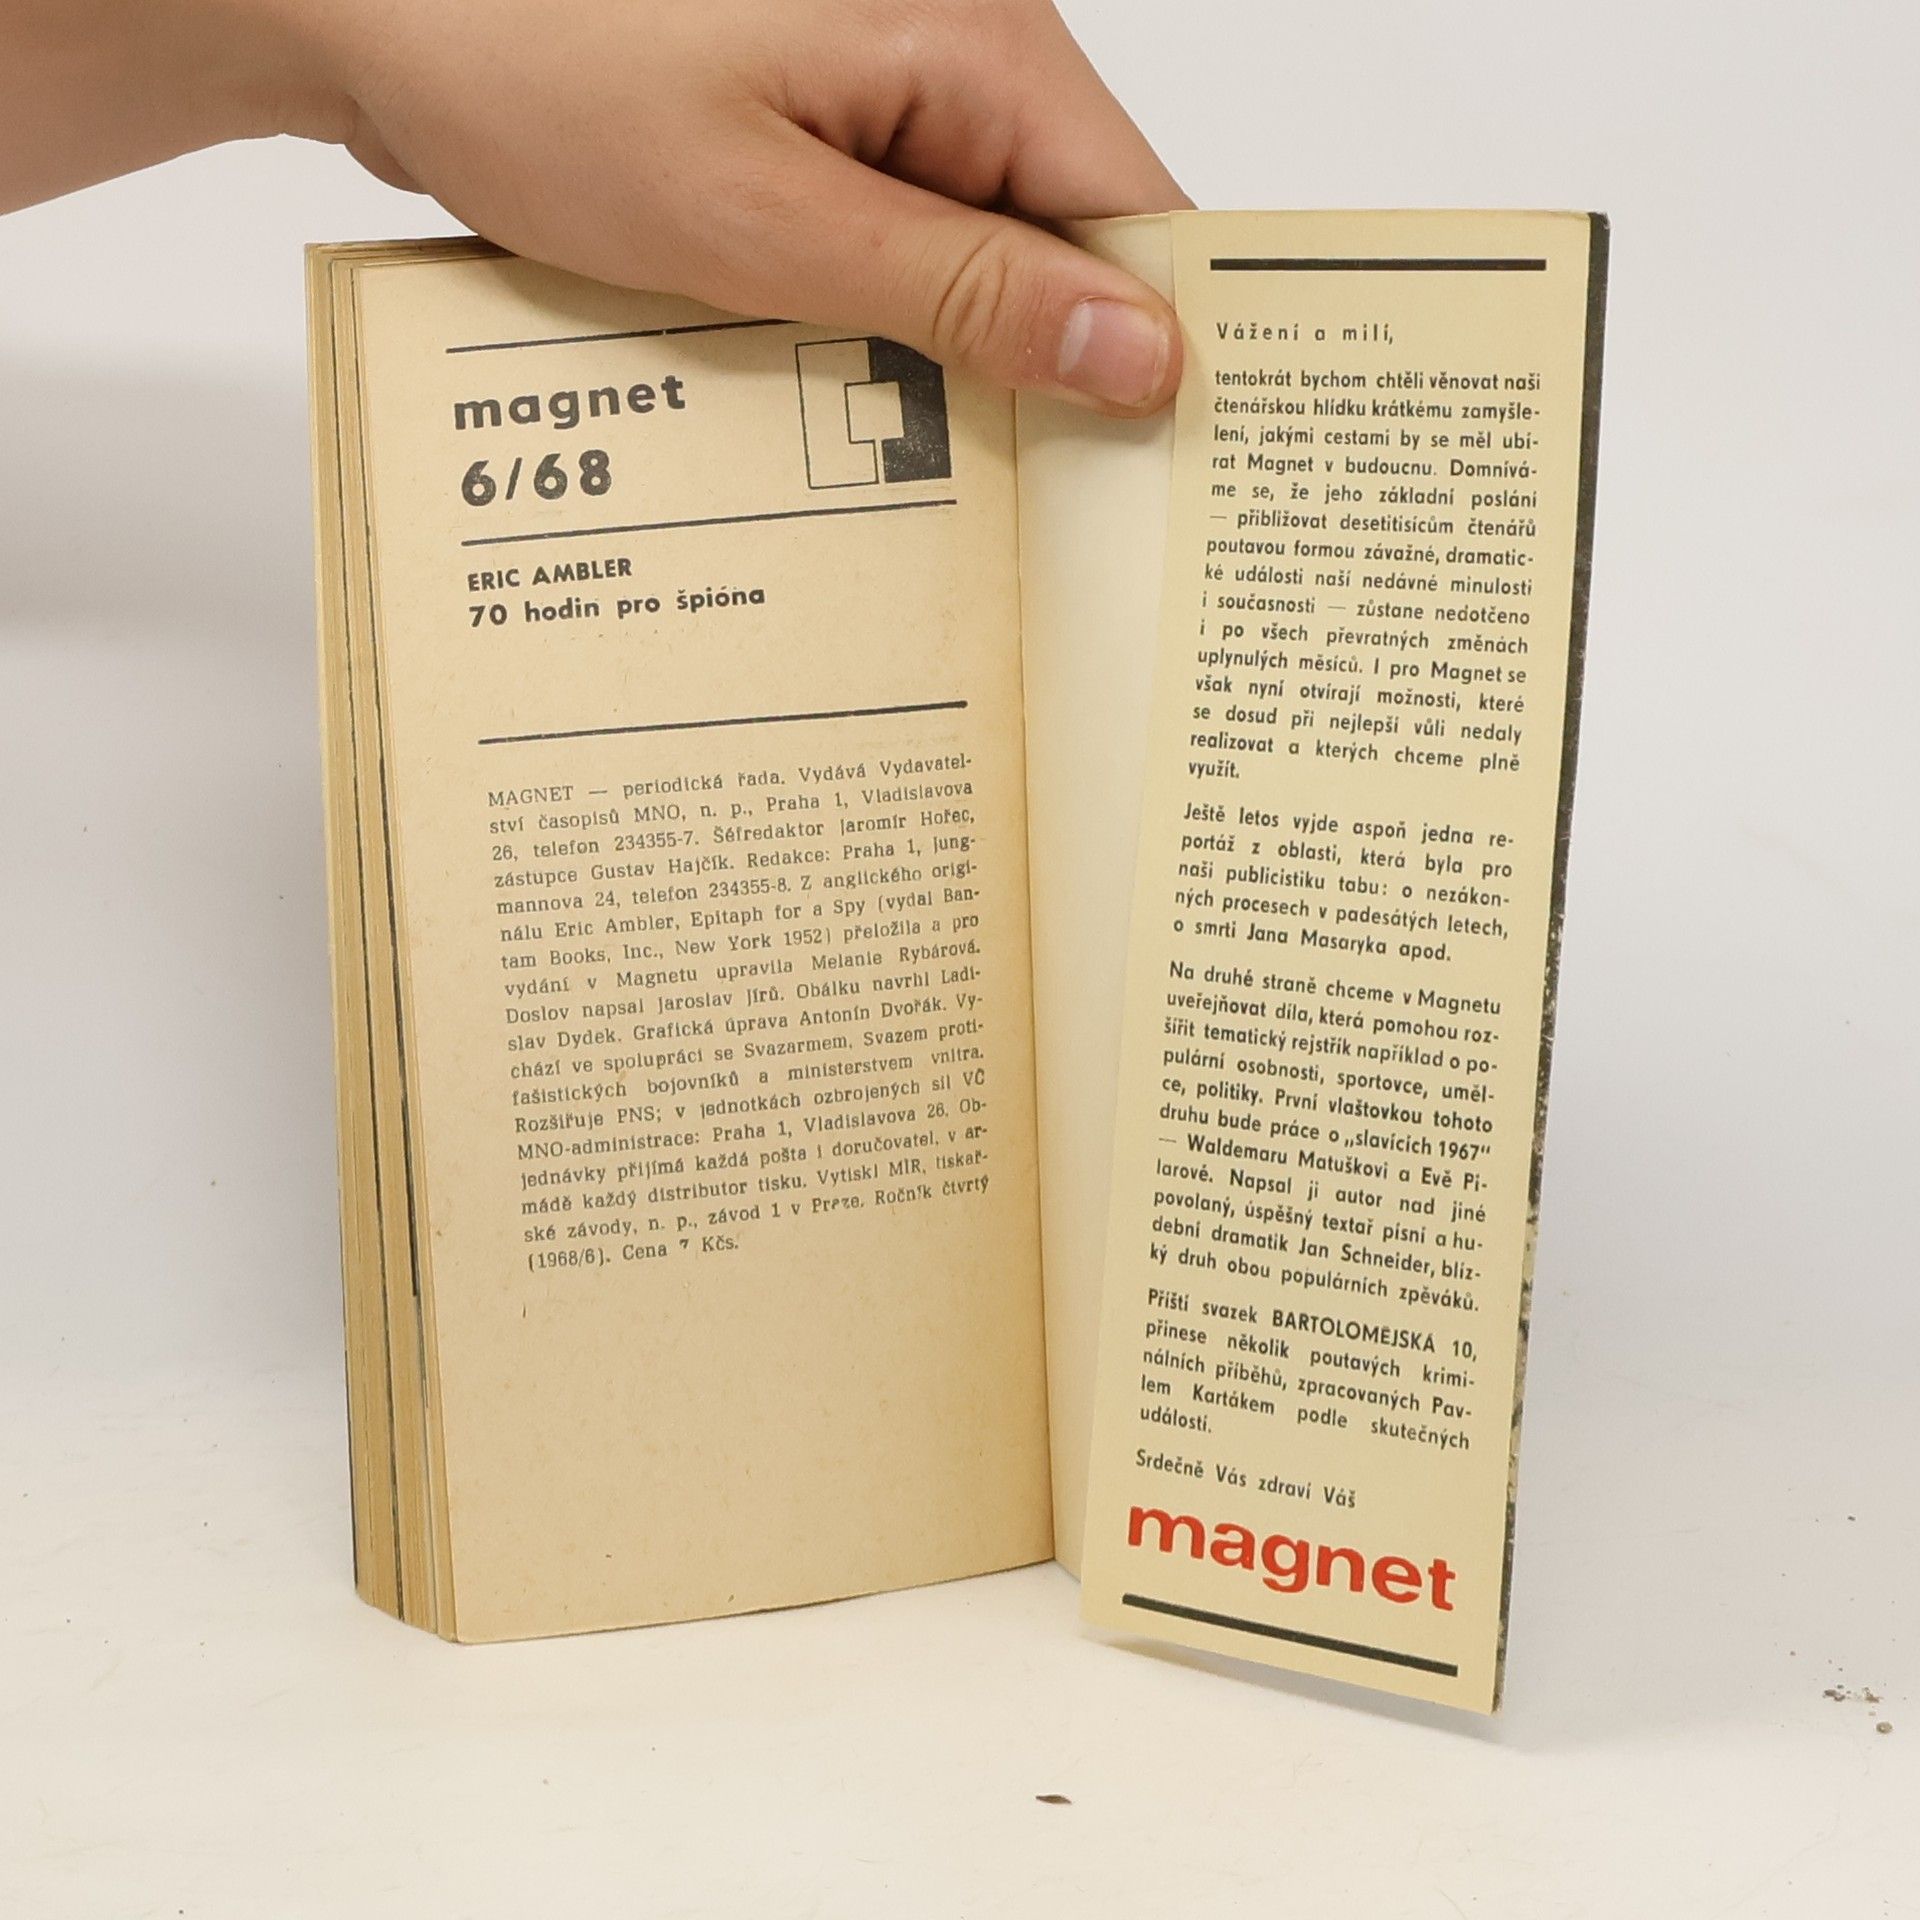 magnet
6/68
ERIC AMBLER
70 hodin pro špióna
MAGNET — periodická řada. Vydává Vydavatel-
ství časopisů MNO, n. p., Praha 1, Vladislavova
26, telefon 234355-7. Šéfredaktor Jaromír Hořec,
zástupce Gustav Hajčík. Redakce: Praha 1, Jung-
mannova 24, telefon 234355-8. Z anglického origi-
nálu Eric Ambler, Epitaph for a Spy (vydal Ban-
tam Books, Inc., New York 1952) přeložila a pro
vydání v Magnetu upravila Melanie Rybárová.
Doslov napsal Jaroslav Jírů. Obálku navrhl Ladi-
slav Dydek. Grafická úprava Antonín Dvořák. Vy-
chází ve spolupráci se Svazarmem, Svazem proti-
fašistických bojovníků a ministerstvem vnitra.
Rozšiřuje PNS; v jednotkách ozbrojených sil VČ
MNO-administrace: Praha 1, Vladislavova 26. Ob-
jednávky přijímá každá pošta i doručovatel, v ar-
mádě každý distributor tisku. Vytiskl MÍR, tiskař-
ské závody, n. p., závod 1 v Praze. Ročník čtvrtý
(1968/6). Cena 7 Kčs.
Vážení a milí,
tentokrát bychom chtěli věnovat naši
čtenářskou hlídku krátkému zamyšle-
lení, jakými cestami by se měl ubí-
rat Magnet v budoucnu. Domnívá-
me se, že jeho základní poslání
— přibližovat desetitisícům čtenářů
poutavou formou závažné, dramatic-
ké události naší nedávné minulosti
i současnosti — zůstane nedotčeno
i po všech převratných změnách
uplynulých měsíců. I pro Magnet se
však nyní otvírají možnosti, které
se dosud při nejlepší vůli nedaly
realizovat a kterých chceme plně
využít.
Ještě letos vyjde aspoň jedna re-
portáž z oblasti, která byla pro
naši publicistiku tabu: o nezákon-
ných procesech v padesátých letech,
o smrti Jana Masaryka apod.
Na druhé straně chceme v Magnetu
uveřejňovat díla, která pomohou roz-
šířit tematický rejstřík například o po-
pulární osobnosti, sportovce, uměl-
ce, politiky. První vlaštovkou tohoto
druhu bude práce o „slavících 1967“
— Waldemaru Matuškovi a Evě Pi-
larové. Napsal ji autor nad jiné
povolaný, úspěšný textař písní a hu-
dební dramatik Jan Schneider, blíz-
ký druh obou populárních zpěváků.
Příští svazek BARTOLOMĚJSKÁ 10,
přinese několik poutavých krimi-
nálních příběhů, zpracovaných Pav-
lem Kartákem podle skutečných
událostí.
Srdečně Vás zdraví Váš
magnet